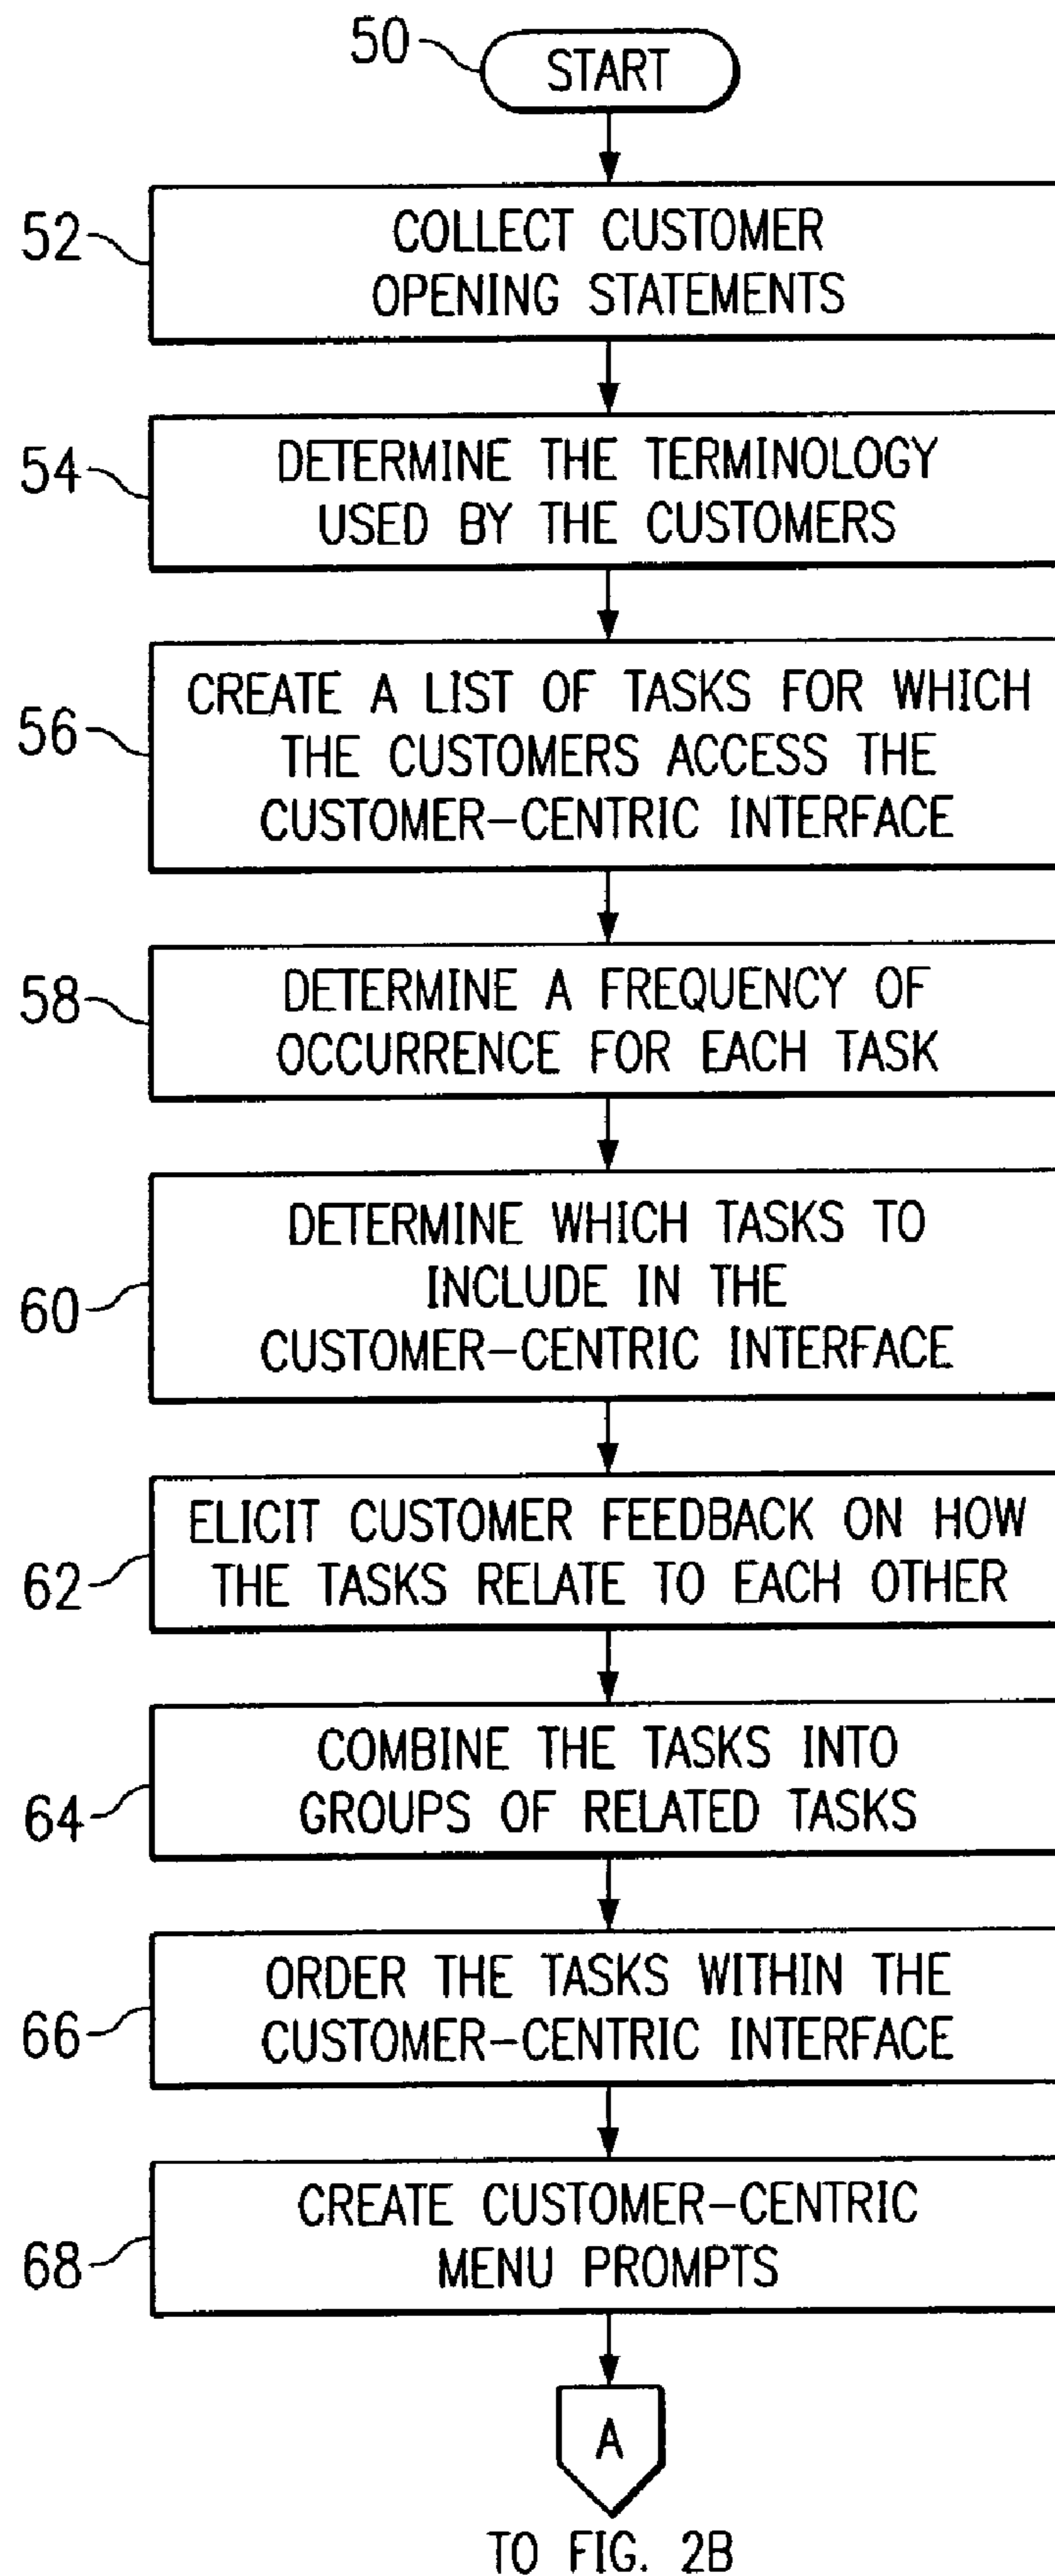 50
START
52
COLLECT CUSTOMER
OPENING STATEMENTS
54
DETERMINE THE TERMINOLOGY
USED BY THE CUSTOMERS
56
CREATE A LIST OF TASKS FOR WHICH
THE CUSTOMERS ACCESS THE
CUSTOMER-CENTRIC INTERFACE
58
DETERMINE A FREQUENCY OF
OCCURRENCE FOR EACH TASK
60
DETERMINE WHICH TASKS TO
INCLUDE IN THE
CUSTOMER-CENTRIC INTERFACE
62
ELICIT CUSTOMER FEEDBACK ON HOW
THE TASKS RELATE TO EACH OTHER
64
COMBINE THE TASKS INTO
GROUPS OF RELATED TASKS
66
ORDER THE TASKS WITHIN THE
CUSTOMER-CENTRIC INTERFACE
68
CREATE CUSTOMER-CENTRIC
MENU PROMPTS
A
TO FIG. 2B